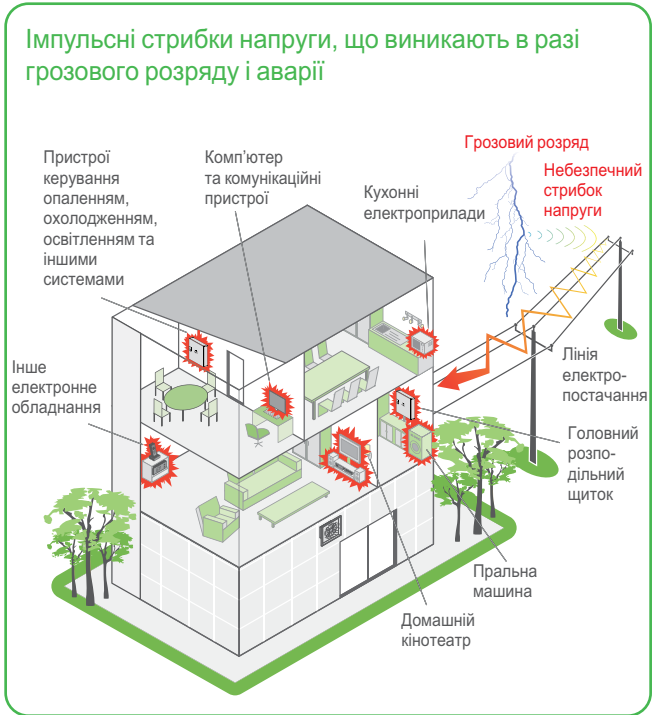 Імпульсні стрибки напруги, що виникають в разі
грозового розряду і аварії
Грозовий розряд
Небезпечний
стрибок
напруги
Пристрої
керування
опаленням,
охолодженням,
освітленням та
іншими
системами
Комп’ютер
та комунікаційні
пристрої
Кухонні
електроприлади
Інше
електронне
обладнання
Лінія
електро-
постачання
Головний
розпо-
дільний
щиток
Пральна
машина
Домашній
кінотеатр